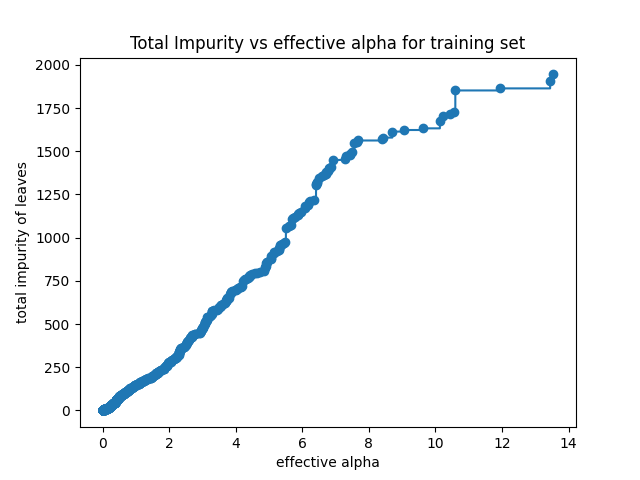 Total Impurity vs effective alpha for training set
2000
1750
1500
1250
1000
750
500
250
0
total impurity of leaves
0 2 4 6 8 10 12 14
effective alpha